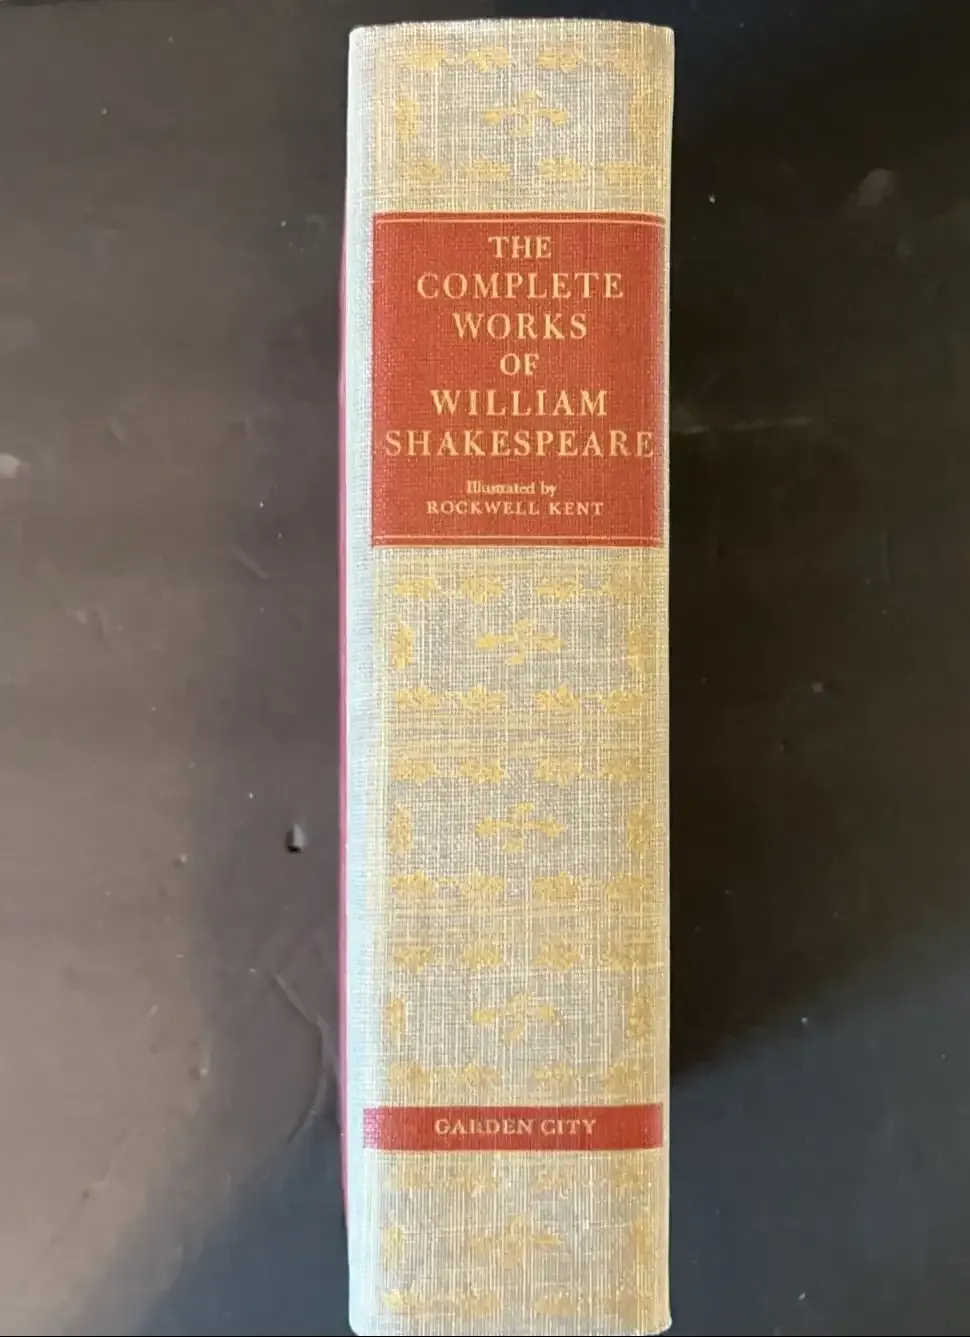 THE
COMPLETE
WORKS
OF
WILLIAM
SHAKESPEARE
Illustrated by
ROCKWELL KENT
GARDEN CITY